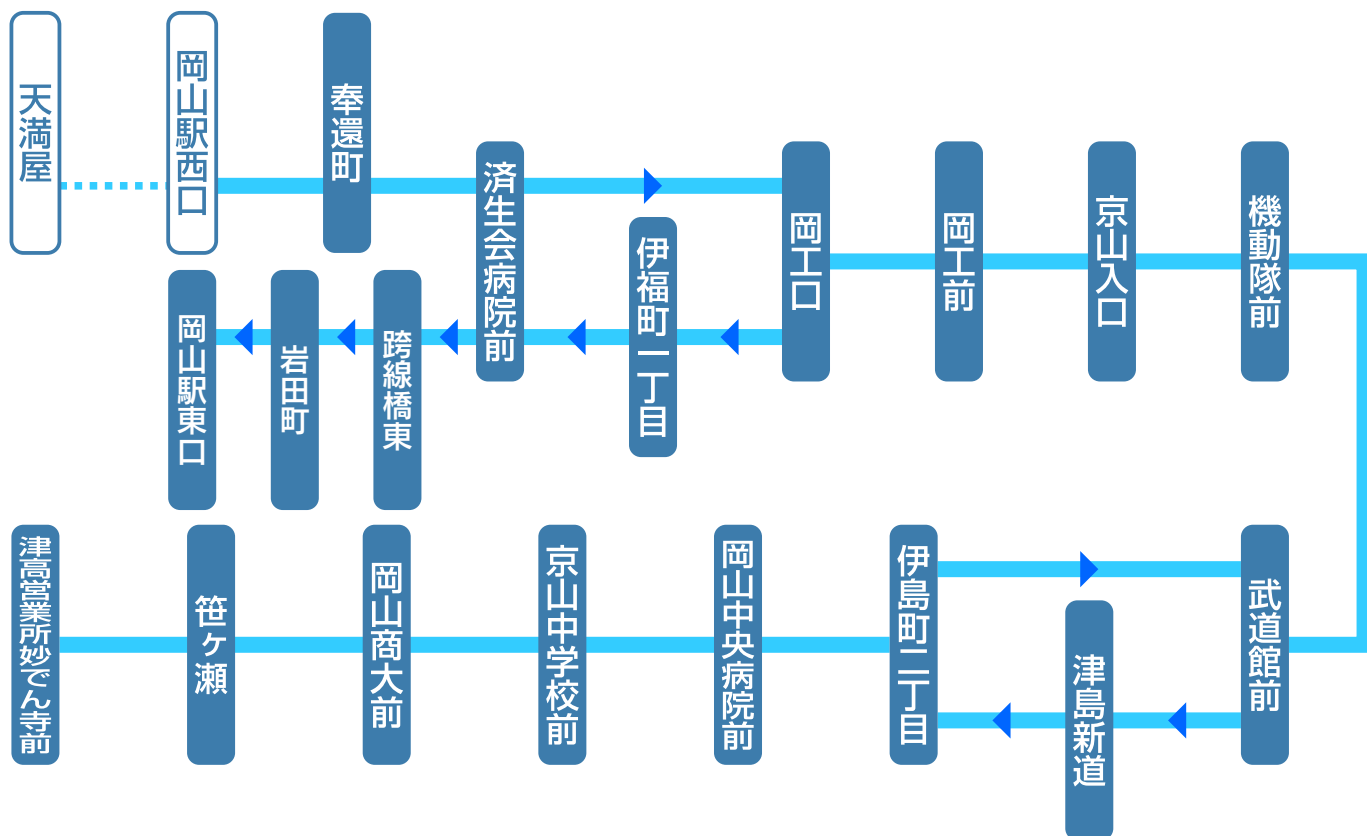 天満屋
岡山駅西口
奉還町
済生会病院前
伊福町一丁目
岡工口
岡工前
京山入口
機動隊前
岡山駅東口
岩田町
跨線橋東
津高営業所妙でん寺前
笹ヶ瀬
岡山商大前
京山中学校前
岡山中央病院前
伊島町二丁目
津島新道
武道館前